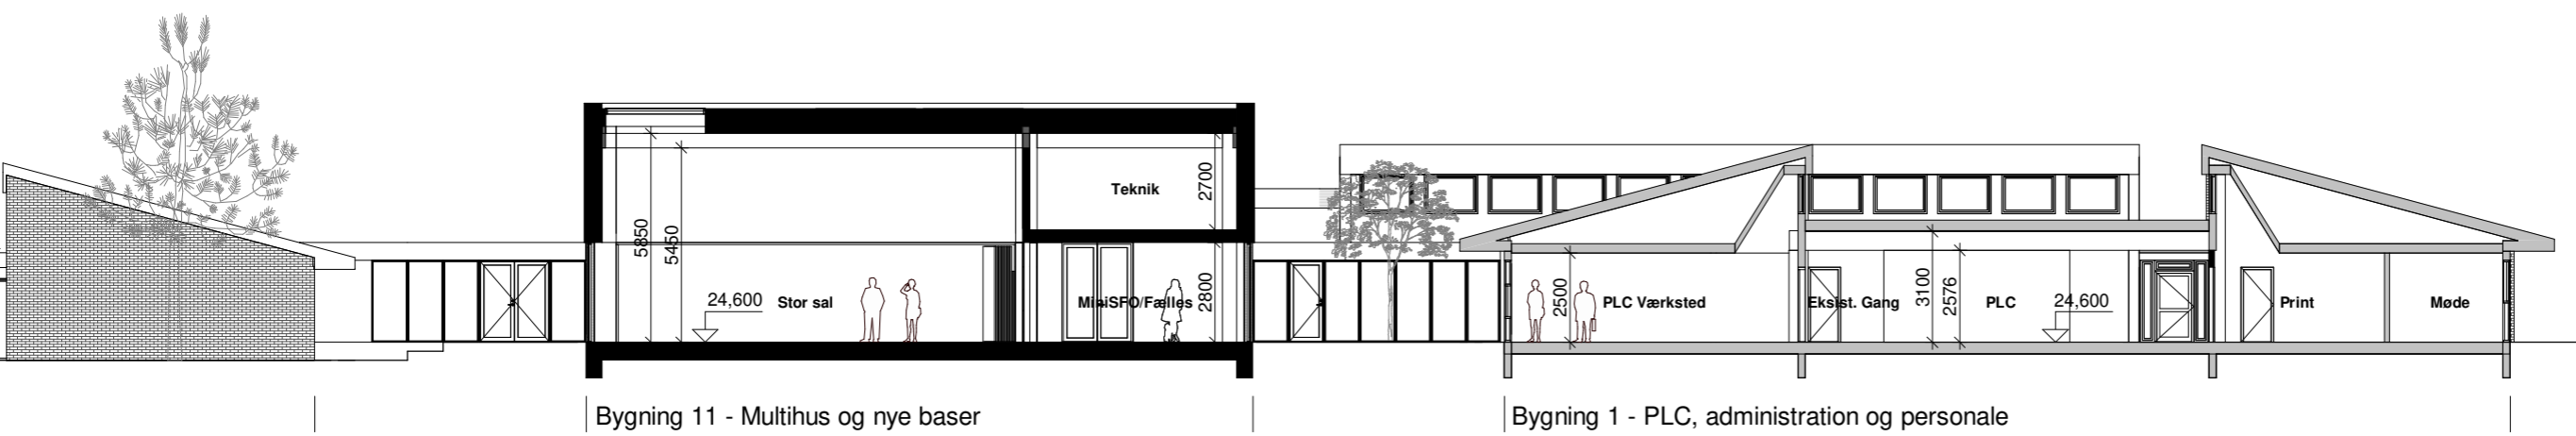 Teknik
2700
5850
5450
24,600
Stor sal
MiniSFO/Fælles
2800
2500
PLC Værksted
Eksist. Gang
3100
2576
PLC
24,600
Print
Møde
Bygning 11 - Multihus og nye baser
Bygning 1 - PLC, administration og personale